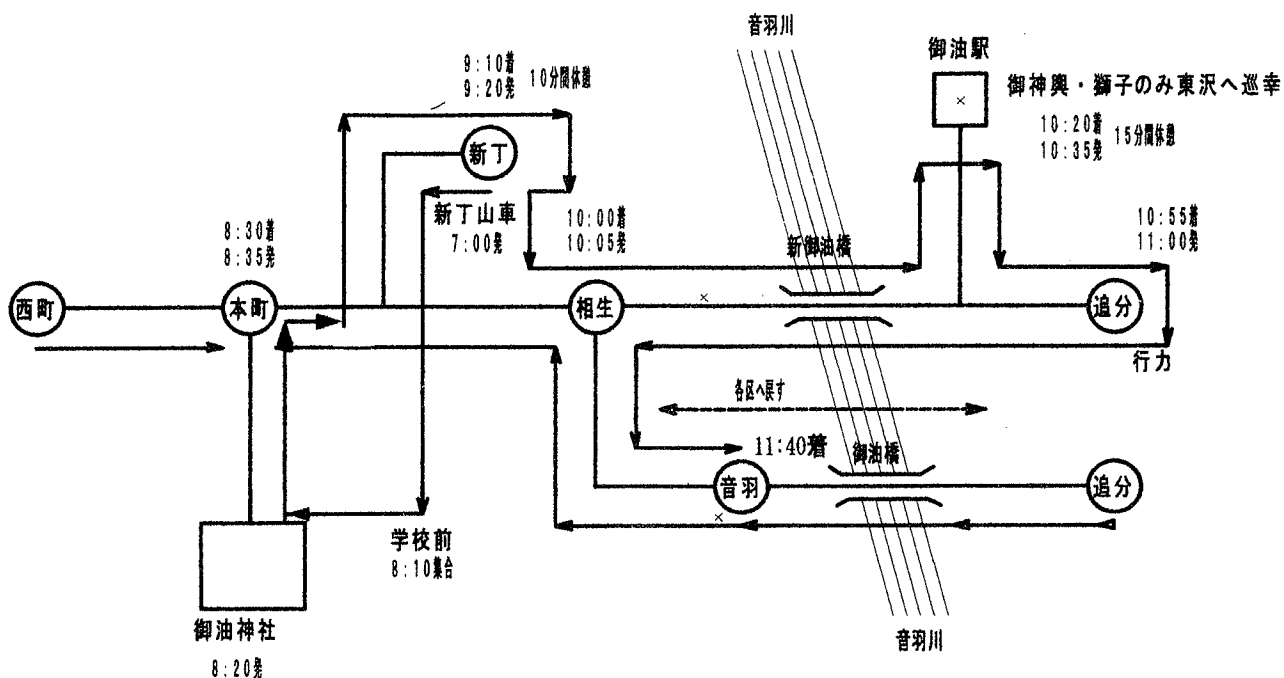 音羽川
御油駅
9:10着
9:20発
10分間休憩
御神興・獅子のみ東沢へ巡幸
10:20着
10:35発
15分間休憩
新丁
新丁山車
7:00発
10:00着
10:05発
10:55着
11:00発
8:30着
8:35発
新御油橋
西町
本町
相生
追分
行力
各区へ戻す
11:40着
御油橋
音羽
追分
学校前
8:10集合
御油神社
8:20発
音羽川